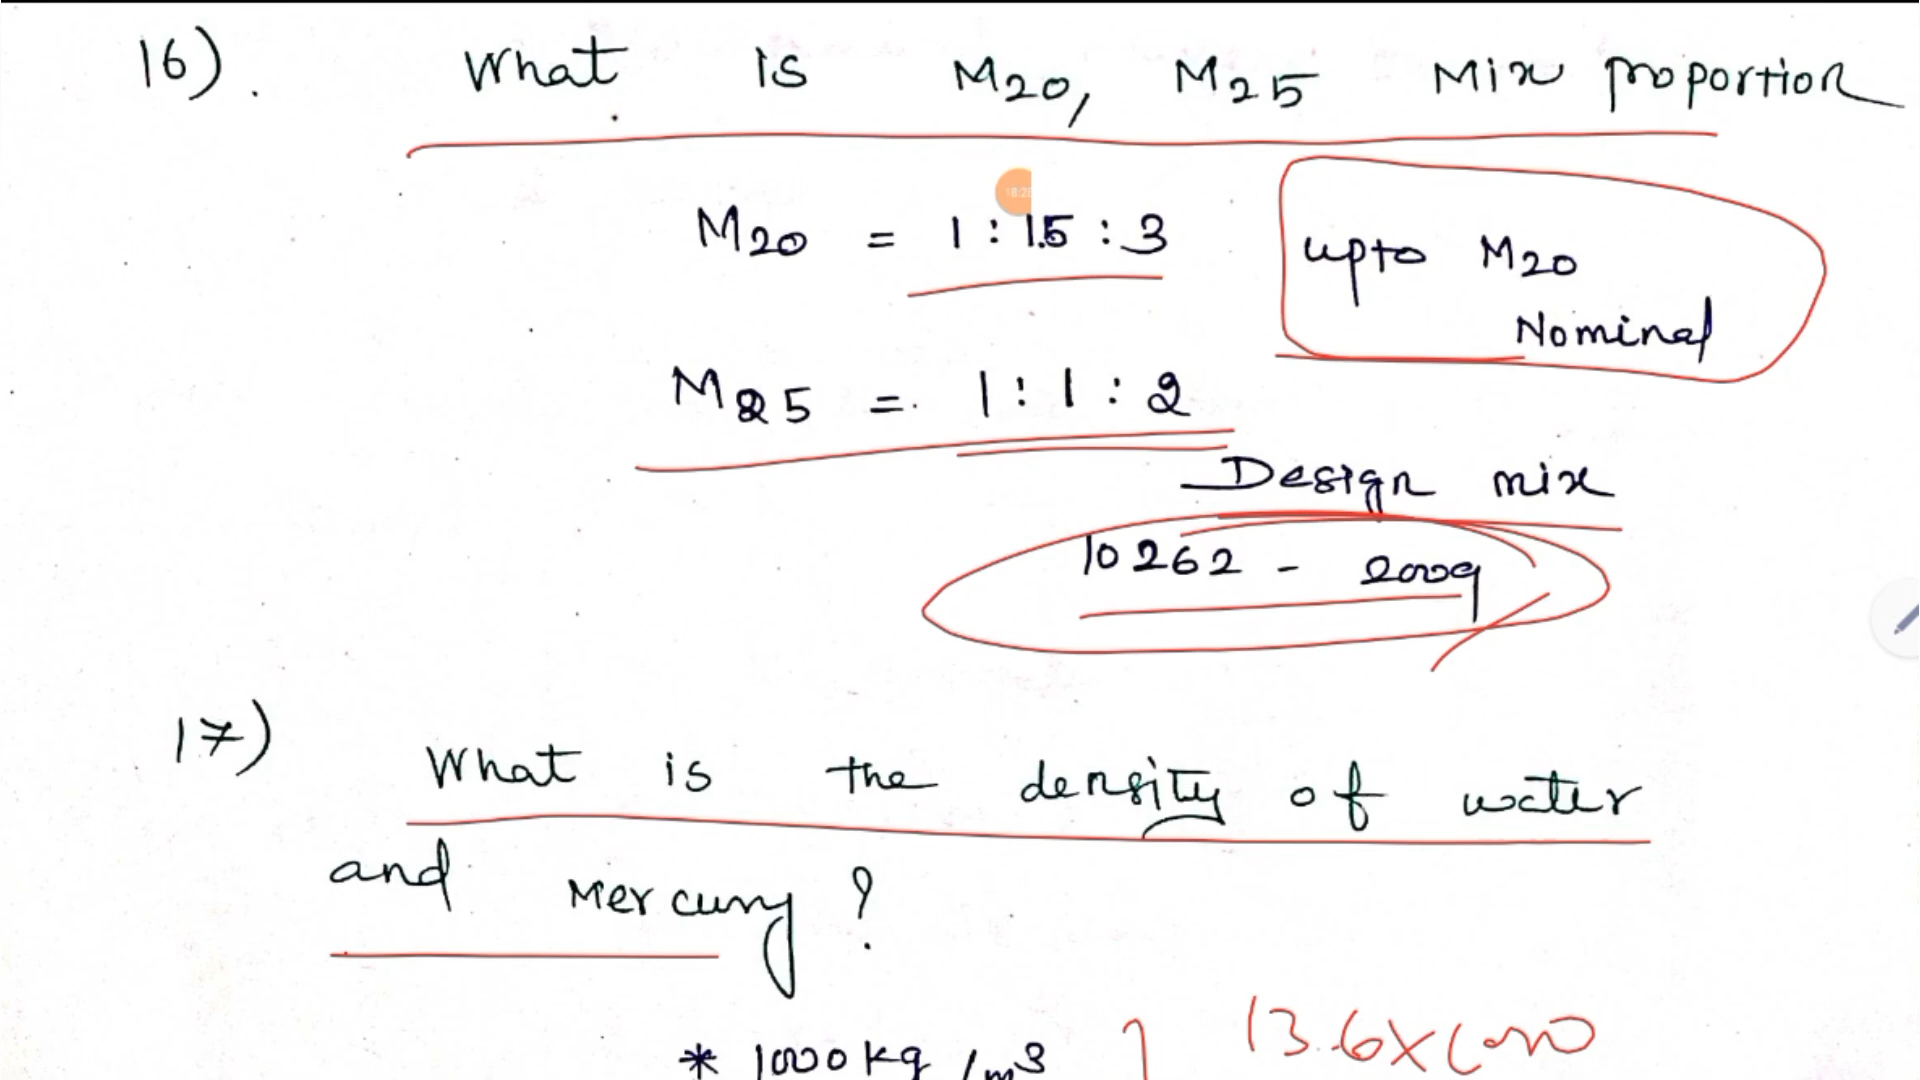 16). What is M20, M25 Mix proportion
M20 = 1 : 1.5 : 3
upto M20
Nominal
M25 = 1 : 1 : 2
Design mix
10262 - 2009
17) What is the density of water
and Mercury ?
* 1000 kg/m3
13.6x